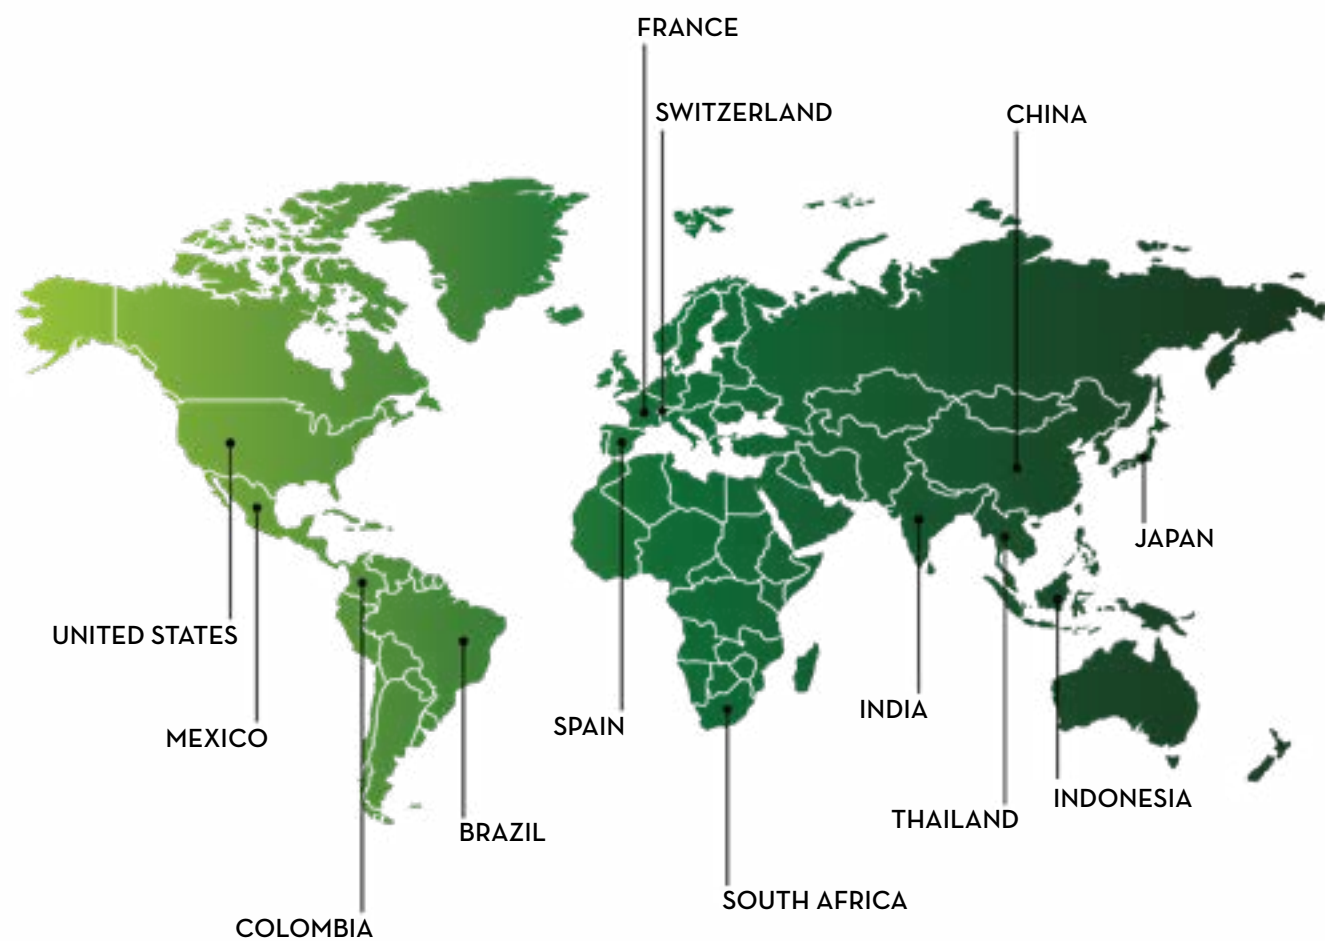 FRANCE
SWITZERLAND
CHINA
JAPAN
UNITED STATES
INDIA
SPAIN
MEXICO
INDONESIA
THAILAND
BRAZIL
SOUTH AFRICA
COLOMBIA